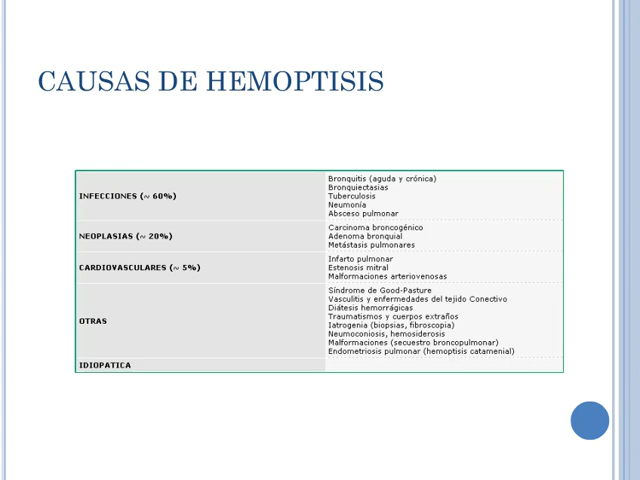 CAUSAS DE HEMOPTISIS
INFECCIONES (~ 60%)
Bronquitis (aguda y crónica)
Bronquiectasias
Tuberculosis
Neumonía
Absceso pulmonar
NEOPLASIAS (~ 20%)
Carcinoma broncogénico
Adenoma bronquial
Metástasis pulmonares
CARDIOVASCULARES (~ 5%)
Infarto pulmonar
Estenosis mitral
Malformaciones arteriovenosas
OTRAS
Síndrome de Good-Pasture
Vasculitis y enfermedades del tejido Conectivo
Diátesis hemorrágicas
Traumatismos y cuerpos extraños
Iatrogenia (biopsias, fibroscopia)
Neumoconiosis, hemosiderosis
Malformaciones (secuestro broncopulmonar)
Endometriosis pulmonar (hemoptisis catamenial)
IDIOPATICA